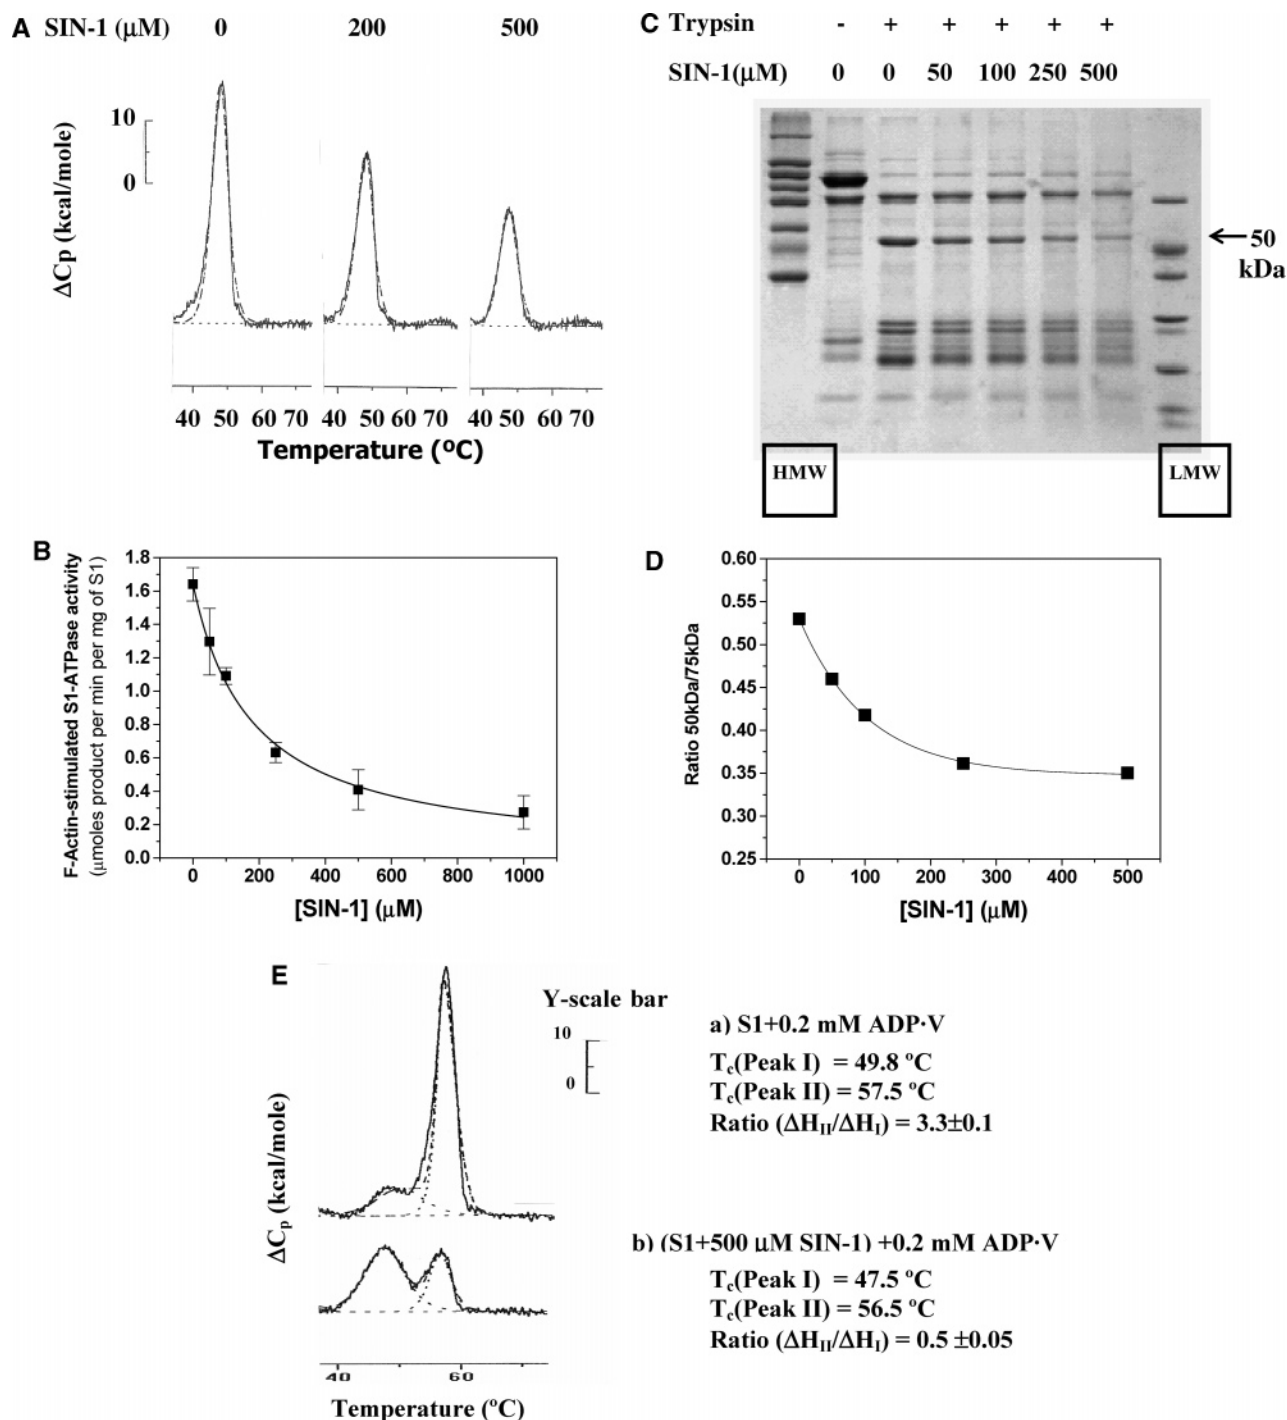 A SIN-1 (µM) 0 200 500
ΔCp (kcal/mole)
10
0
40 50 60 70 40 50 60 70 40 50 60 70
Temperature (ºC)
C Trypsin - + + + + +
SIN-1(µM) 0 0 50 100 250 500
50
kDa
HMW
LMW
B
F-Actin-stimulated S1-ATPase activity
(µmoles product per min per mg of S1)
1.8
1.6
1.4
1.2
1.0
0.8
0.6
0.4
0.2
0.0
0 200 400 600 800 1000
[SIN-1] (µM)
D
Ratio 50kDa/75kDa
0.60
0.55
0.50
0.45
0.40
0.35
0.30
0.25
0 100 200 300 400 500
[SIN-1] (µM)
E
Y-scale bar
10
0
ΔCp (kcal/mole)
40 60
Temperature (ºC)
a) S1+0.2 mM ADP·V
Tc(Peak I) = 49.8 ºC
Tc(Peak II) = 57.5 ºC
Ratio (ΔHII/ΔHI) = 3.3±0.1
b) (S1+500 µM SIN-1) +0.2 mM ADP·V
Tc(Peak I) = 47.5 ºC
Tc(Peak II) = 56.5 ºC
Ratio (ΔHII/ΔHI) = 0.5 ±0.05